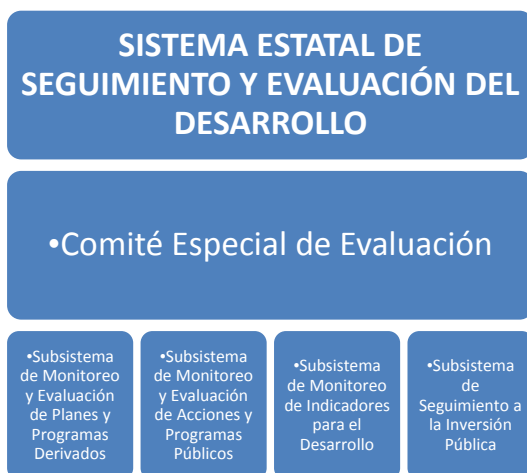 SISTEMA ESTATAL DE
SEGUIMIENTO Y EVALUACIÓN DEL
DESARROLLO
•Comité Especial de Evaluación
•Subsistema
de Monitoreo
y Evaluación
de Planes y
Programas
Derivados
•Subsistema
de Monitoreo
y Evaluación
de Acciones y
Programas
Públicos
•Subsistema
de Monitoreo
de Indicadores
para el
Desarrollo
•Subsistema
de
Seguimiento a
la Inversión
Pública